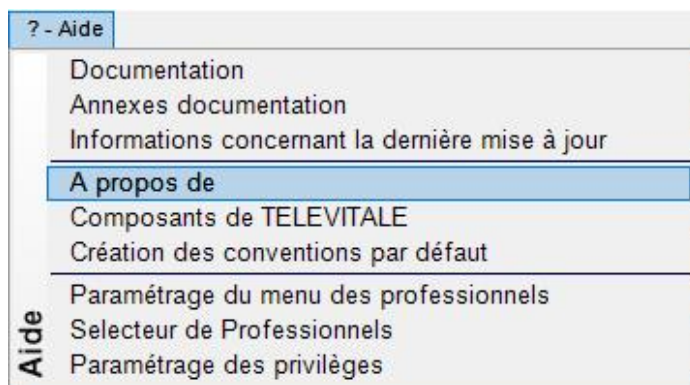 ? - Aide
Documentation
Annexes documentation
Informations concernant la dernière mise à jour
A propos de
Composants de TELEVITALE
Création des conventions par défaut
Paramétrage du menu des professionnels
Selecteur de Professionnels
Paramétrage des privilèges
Aide